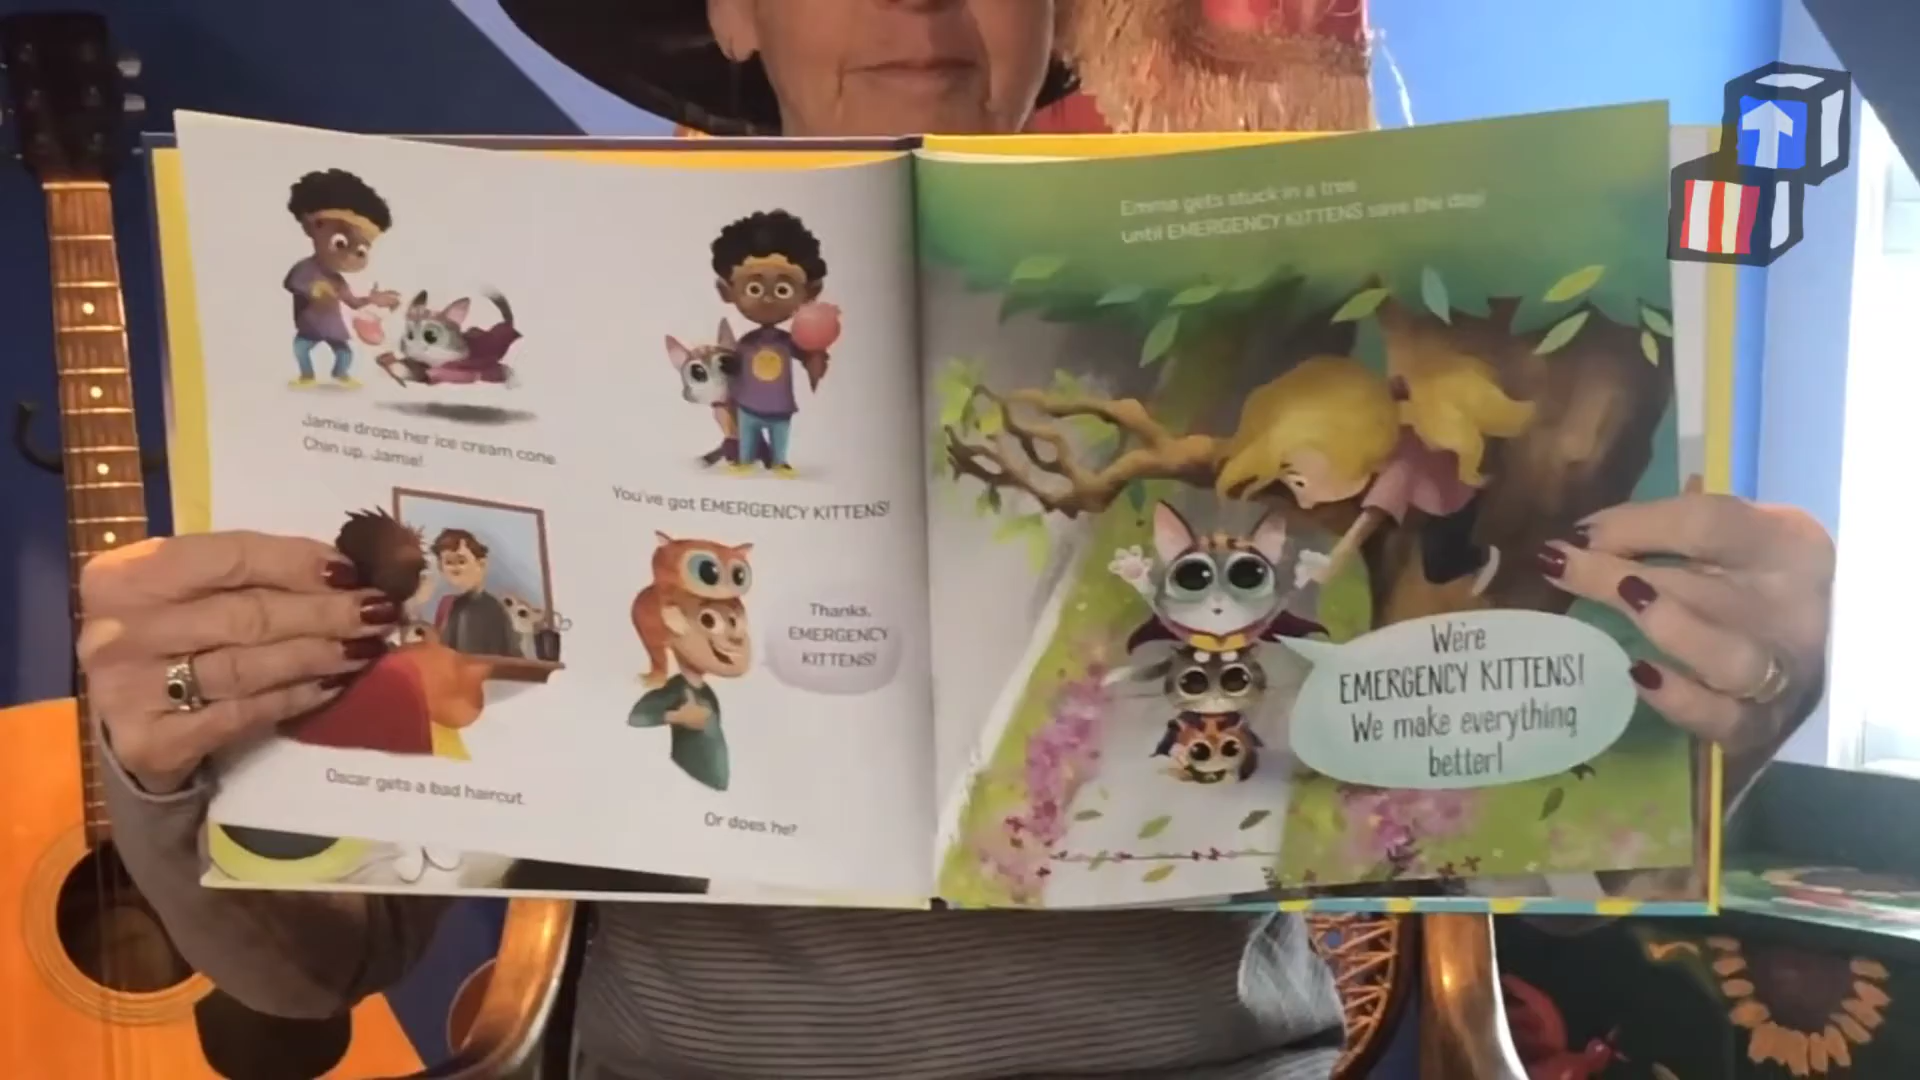 Jamie drops her ice cream cone.
Chin up, Jamie!
You've got EMERGENCY KITTENS!
Oscar gets a bad haircut.
Thanks,
EMERGENCY
KITTENS!
Or does he?
Emma gets stuck in a tree
until EMERGENCY KITTENS save the day!
We're
EMERGENCY KITTENS!
We make everything
better!